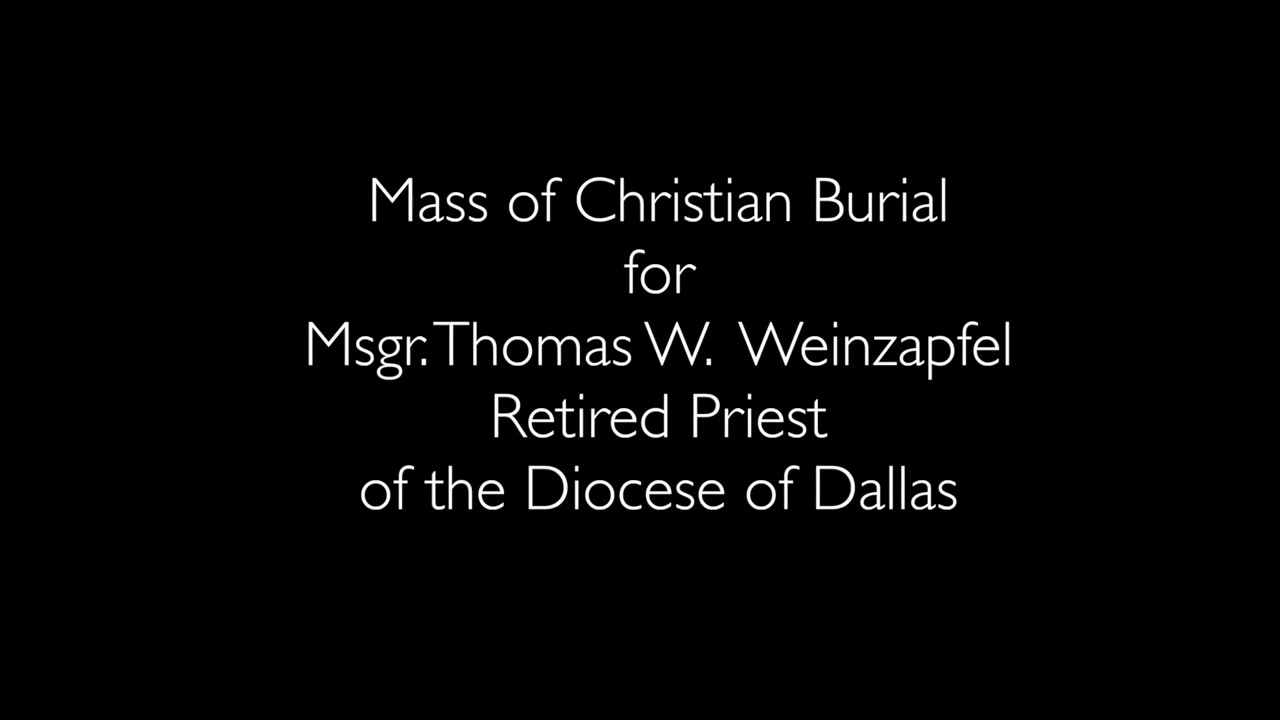 Mass of Christian Burial
for
Msgr. Thomas W. Weinzapfel
Retired Priest
of the Diocese of Dallas